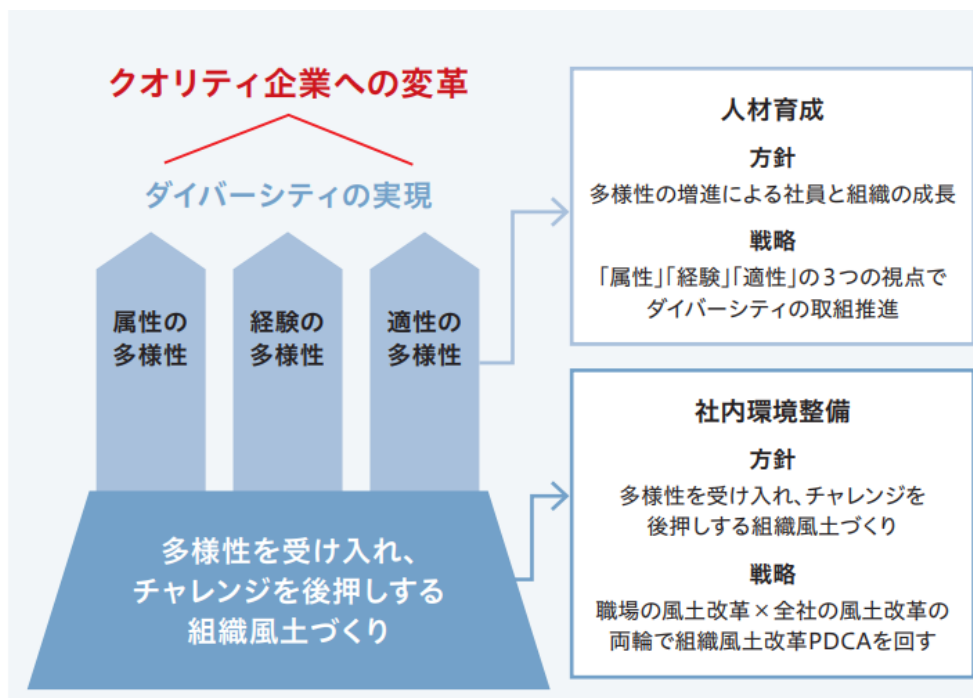 クオリティ企業への変革
ダイバーシティの実現
属性の
多様性
経験の
多様性
適性の
多様性
多様性を受け入れ、
チャレンジを後押しする
組織風土づくり
人材育成
方針
多様性の増進による社員と組織の成長
戦略
「属性」「経験」「適性」の3つの視点で
ダイバーシティの取組推進
社内環境整備
方針
多様性を受け入れ、チャレンジを
後押しする組織風土づくり
戦略
職場の風土改革×全社の風土改革の
両輪で組織風土改革PDCAを回す